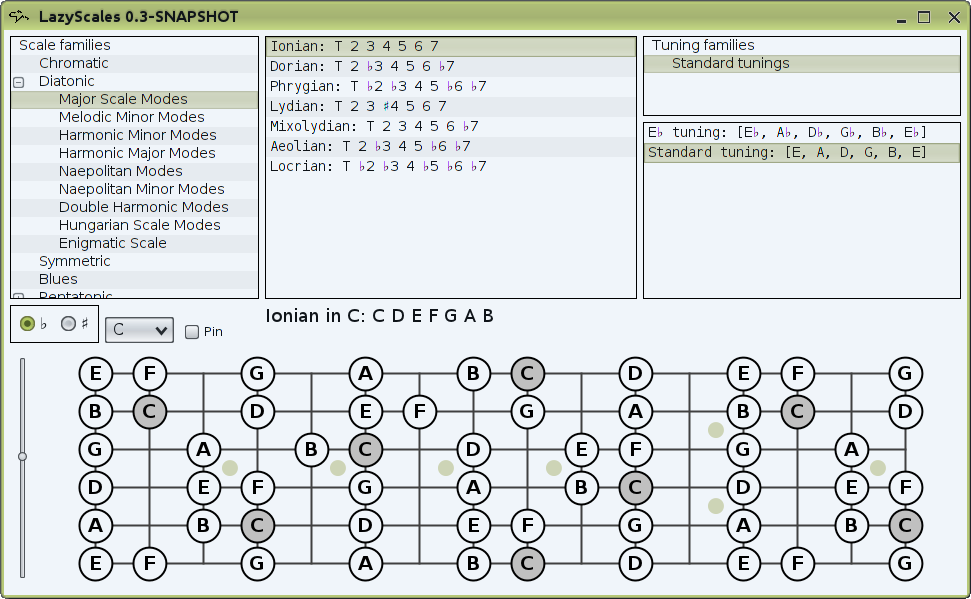 LazyScales 0.3-SNAPSHOT
Scale families
Chromatic
Diatonic
Major Scale Modes
Melodic Minor Modes
Harmonic Minor Modes
Harmonic Major Modes
Naepolitan Modes
Naepolitan Minor Modes
Double Harmonic Modes
Hungarian Scale Modes
Enigmatic Scale
Symmetric
Blues
Pentatonic
Ionian: T 2 3 4 5 6 7
Dorian: T 2 ♭3 4 5 6 ♭7
Phrygian: T ♭2 ♭3 4 5 ♭6 ♭7
Lydian: T 2 3 ♯4 5 6 7
Mixolydian: T 2 3 4 5 6 ♭7
Aeolian: T 2 ♭3 4 5 ♭6 ♭7
Locrian: T ♭2 ♭3 4 ♭5 ♭6 ♭7
Tuning families
Standard tunings
E♭ tuning: [E♭, A♭, D♭, G♭, B♭, E♭]
Standard tuning: [E, A, D, G, B, E]
♭ ♯ C Pin
Ionian in C: C D E F G A B
E F G A B C D E F G
B C D E F G A B C D
G A B C D E F G A
D E F G A B C D E F
A B C D E F G A B C
E F G A B C D E F G